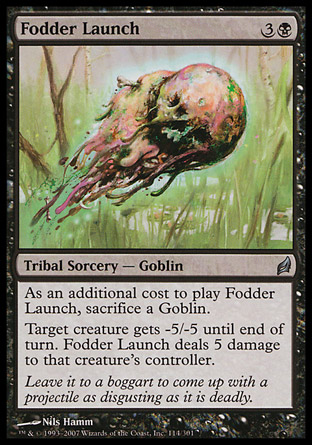 Fodder Launch 3
Tribal Sorcery — Goblin
As an additional cost to play Fodder
Launch, sacrifice a Goblin.
Target creature gets -5/-5 until end of
turn. Fodder Launch deals 5 damage
to that creature's controller.
Leave it to a boggart to come up with a
projectile as disgusting as it is deadly.
Nils Hamm
™ & © 1993–2007 Wizards of the Coast, Inc. 114/301